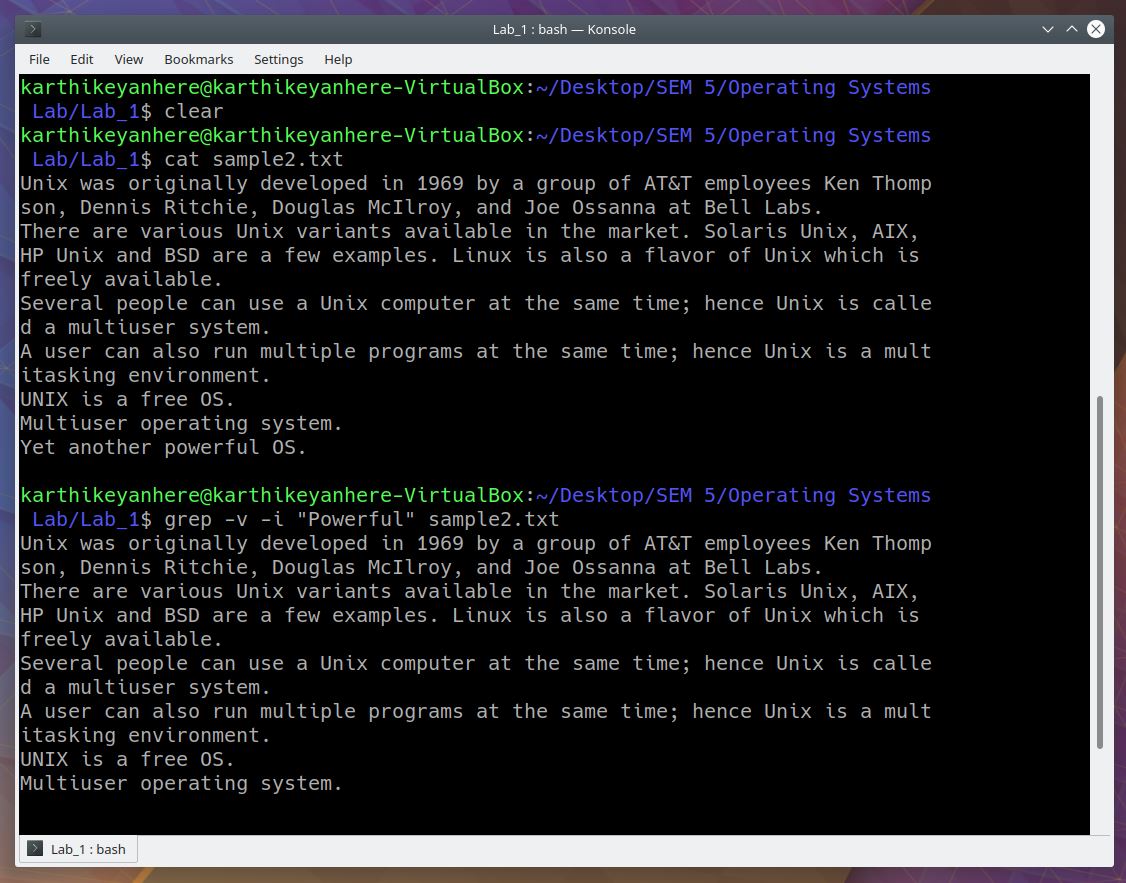 Lab_1 : bash — Konsole
File Edit View Bookmarks Settings Help
karthikeyanhere@karthikeyanhere-VirtualBox:~/Desktop/SEM 5/Operating Systems
 Lab/Lab_1$ clear
karthikeyanhere@karthikeyanhere-VirtualBox:~/Desktop/SEM 5/Operating Systems
 Lab/Lab_1$ cat sample2.txt
Unix was originally developed in 1969 by a group of AT&T employees Ken Thomp
son, Dennis Ritchie, Douglas McIlroy, and Joe Ossanna at Bell Labs.
There are various Unix variants available in the market. Solaris Unix, AIX,
HP Unix and BSD are a few examples. Linux is also a flavor of Unix which is
freely available.
Several people can use a Unix computer at the same time; hence Unix is calle
d a multiuser system.
A user can also run multiple programs at the same time; hence Unix is a mult
itasking environment.
UNIX is a free OS.
Multiuser operating system.
Yet another powerful OS.

karthikeyanhere@karthikeyanhere-VirtualBox:~/Desktop/SEM 5/Operating Systems
 Lab/Lab_1$ grep -v -i "Powerful" sample2.txt
Unix was originally developed in 1969 by a group of AT&T employees Ken Thomp
son, Dennis Ritchie, Douglas McIlroy, and Joe Ossanna at Bell Labs.
There are various Unix variants available in the market. Solaris Unix, AIX,
HP Unix and BSD are a few examples. Linux is also a flavor of Unix which is
freely available.
Several people can use a Unix computer at the same time; hence Unix is calle
d a multiuser system.
A user can also run multiple programs at the same time; hence Unix is a mult
itasking environment.
UNIX is a free OS.
Multiuser operating system.
Lab_1 : bash